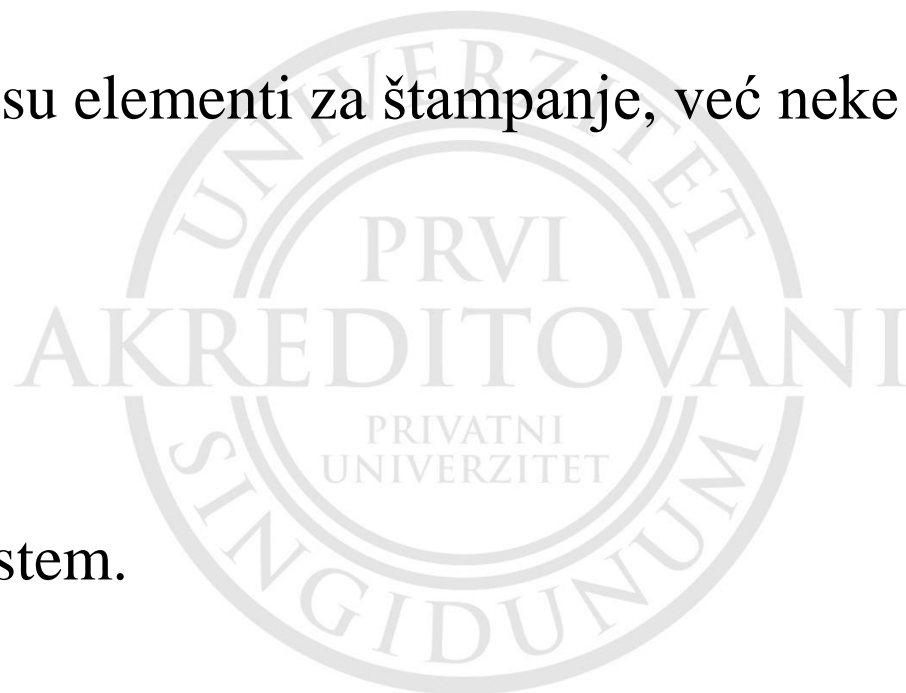 su elementi za štampanje, već neke
UNIVERZITET
PRVI
AKREDITOVANI
PRIVATNI
UNIVERZITET
SINGIDUNUM
stem.